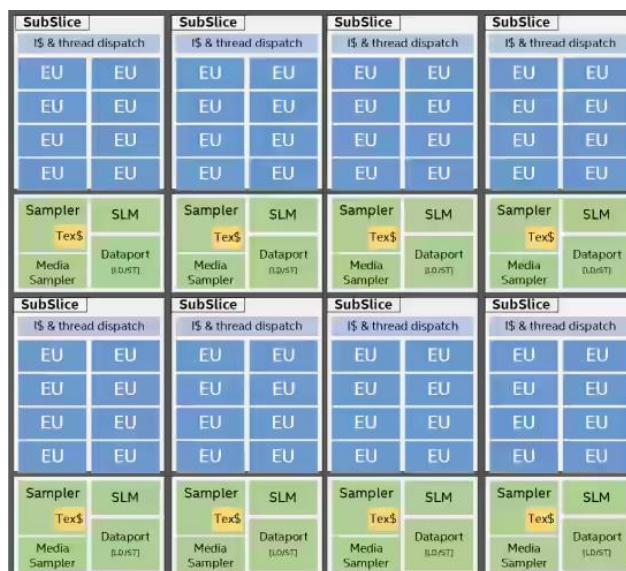 SubSlice SubSlice SubSlice SubSlice
I$ & thread dispatch I$ & thread dispatch I$ & thread dispatch I$ & thread dispatch
EU EU EU EU EU EU EU EU
EU EU EU EU EU EU EU EU
EU EU EU EU EU EU EU EU
EU EU EU EU EU EU EU EU
Sampler SLM Sampler SLM Sampler SLM Sampler SLM
Tex$ Tex$ Tex$ Tex$
Dataport Dataport Dataport Dataport
Media [LD/ST] Media [LD/ST] Media [LD/ST] Media [LD/ST]
Sampler Sampler Sampler Sampler
SubSlice SubSlice SubSlice SubSlice
I$ & thread dispatch I$ & thread dispatch I$ & thread dispatch I$ & thread dispatch
EU EU EU EU EU EU EU EU
EU EU EU EU EU EU EU EU
EU EU EU EU EU EU EU EU
EU EU EU EU EU EU EU EU
Sampler SLM Sampler SLM Sampler SLM Sampler SLM
Tex$ Tex$ Tex$ Tex$
Dataport Dataport Dataport Dataport
Media [LD/ST] Media [LD/ST] Media [LD/ST] Media [LD/ST]
Sampler Sampler Sampler Sampler